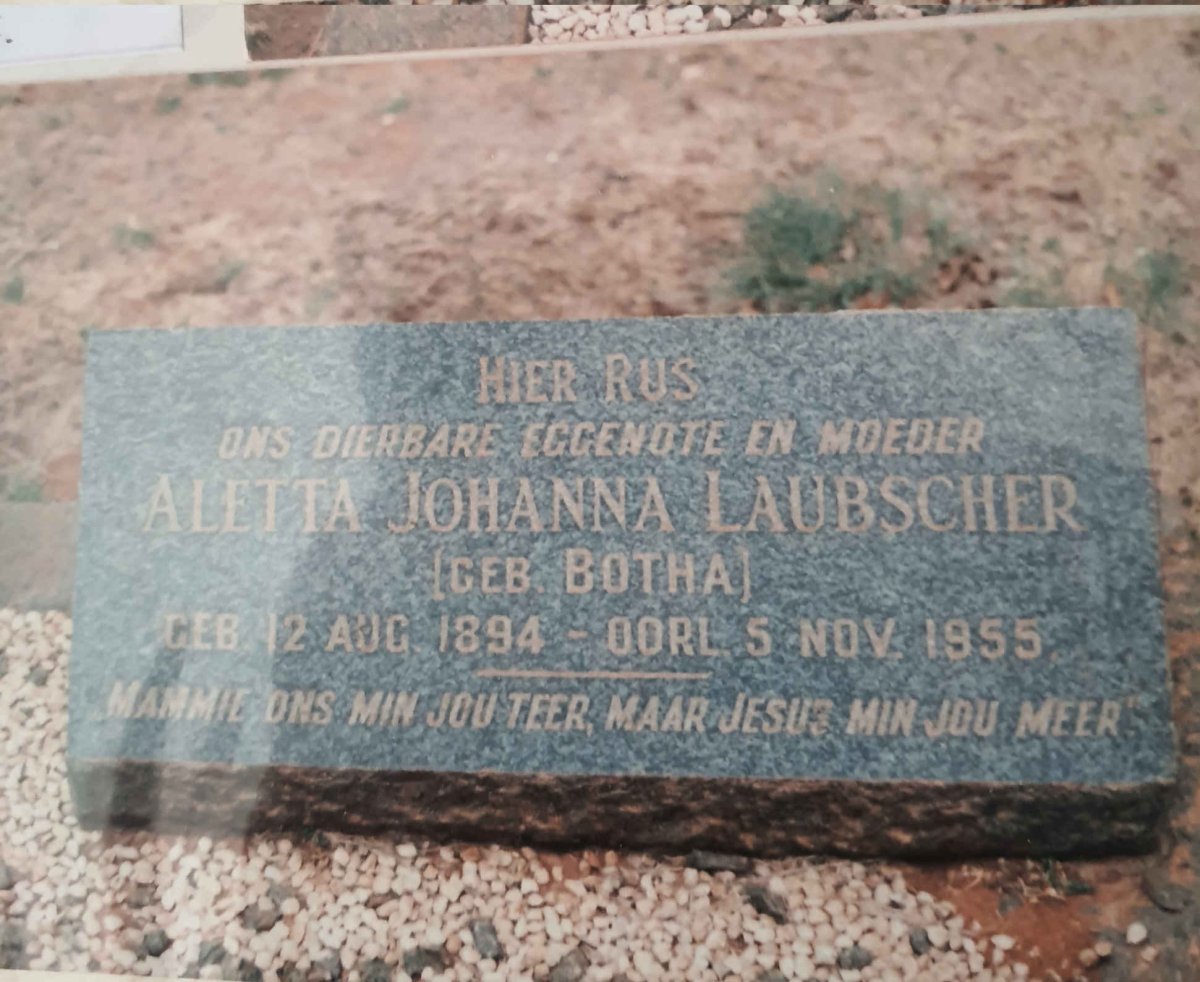 HIER RUS
ONS DIERBARE EGGENOTE EN MOEDER
ALETTA JOHANNA LAUBSCHER
[GEB. BOTHA]
GEB. 12 AUG. 1894 - OORL. 5 NOV. 1955.
„MAMMIE ONS MIN JOU TEER, MAAR JESUS MIN JOU MEER."